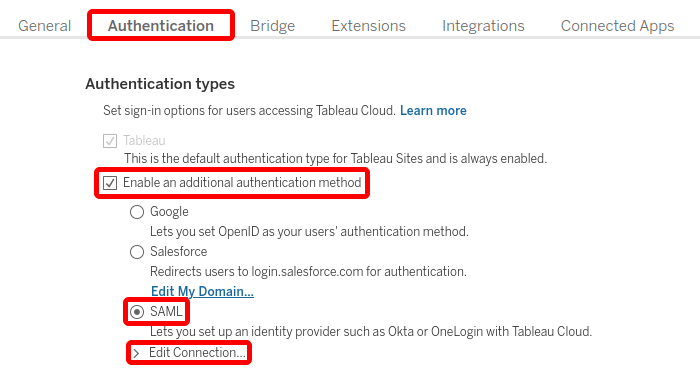 General Authentication Bridge Extensions Integrations Connected Apps
Authentication types
Set sign-in options for users accessing Tableau Cloud. Learn more
Tableau
This is the default authentication type for Tableau Sites and is always enabled.
Enable an additional authentication method
Google
Lets you set OpenID as your users' authentication method.
Salesforce
Redirects users to login.salesforce.com for authentication.
Edit My Domain...
SAML
Lets you set up an identity provider such as Okta or OneLogin with Tableau Cloud.
Edit Connection...